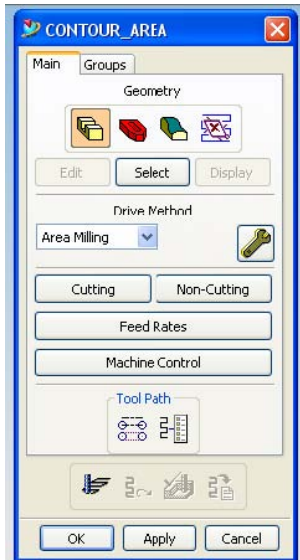 CONTOUR_AREA
Main Groups
Geometry
Edit Select Display
Drive Method
Area Milling
Cutting Non-Cutting
Feed Rates
Machine Control
Tool Path
OK Apply Cancel